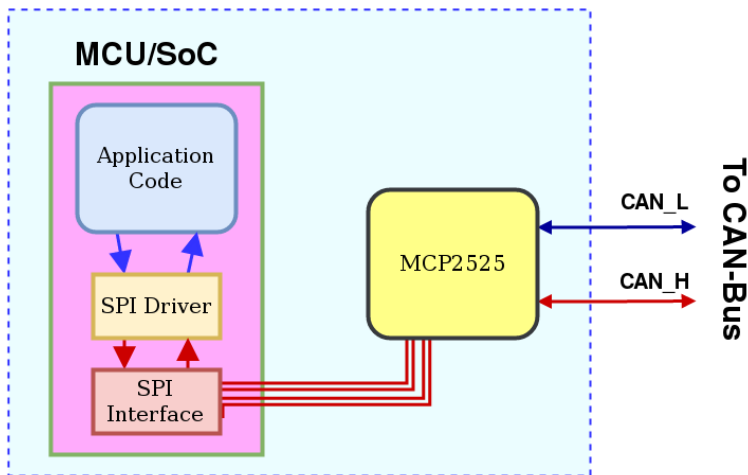 MCU/SoC
Application
Code
SPI Driver
SPI
Interface
MCP2525
CAN_L
CAN_H
To CAN-Bus